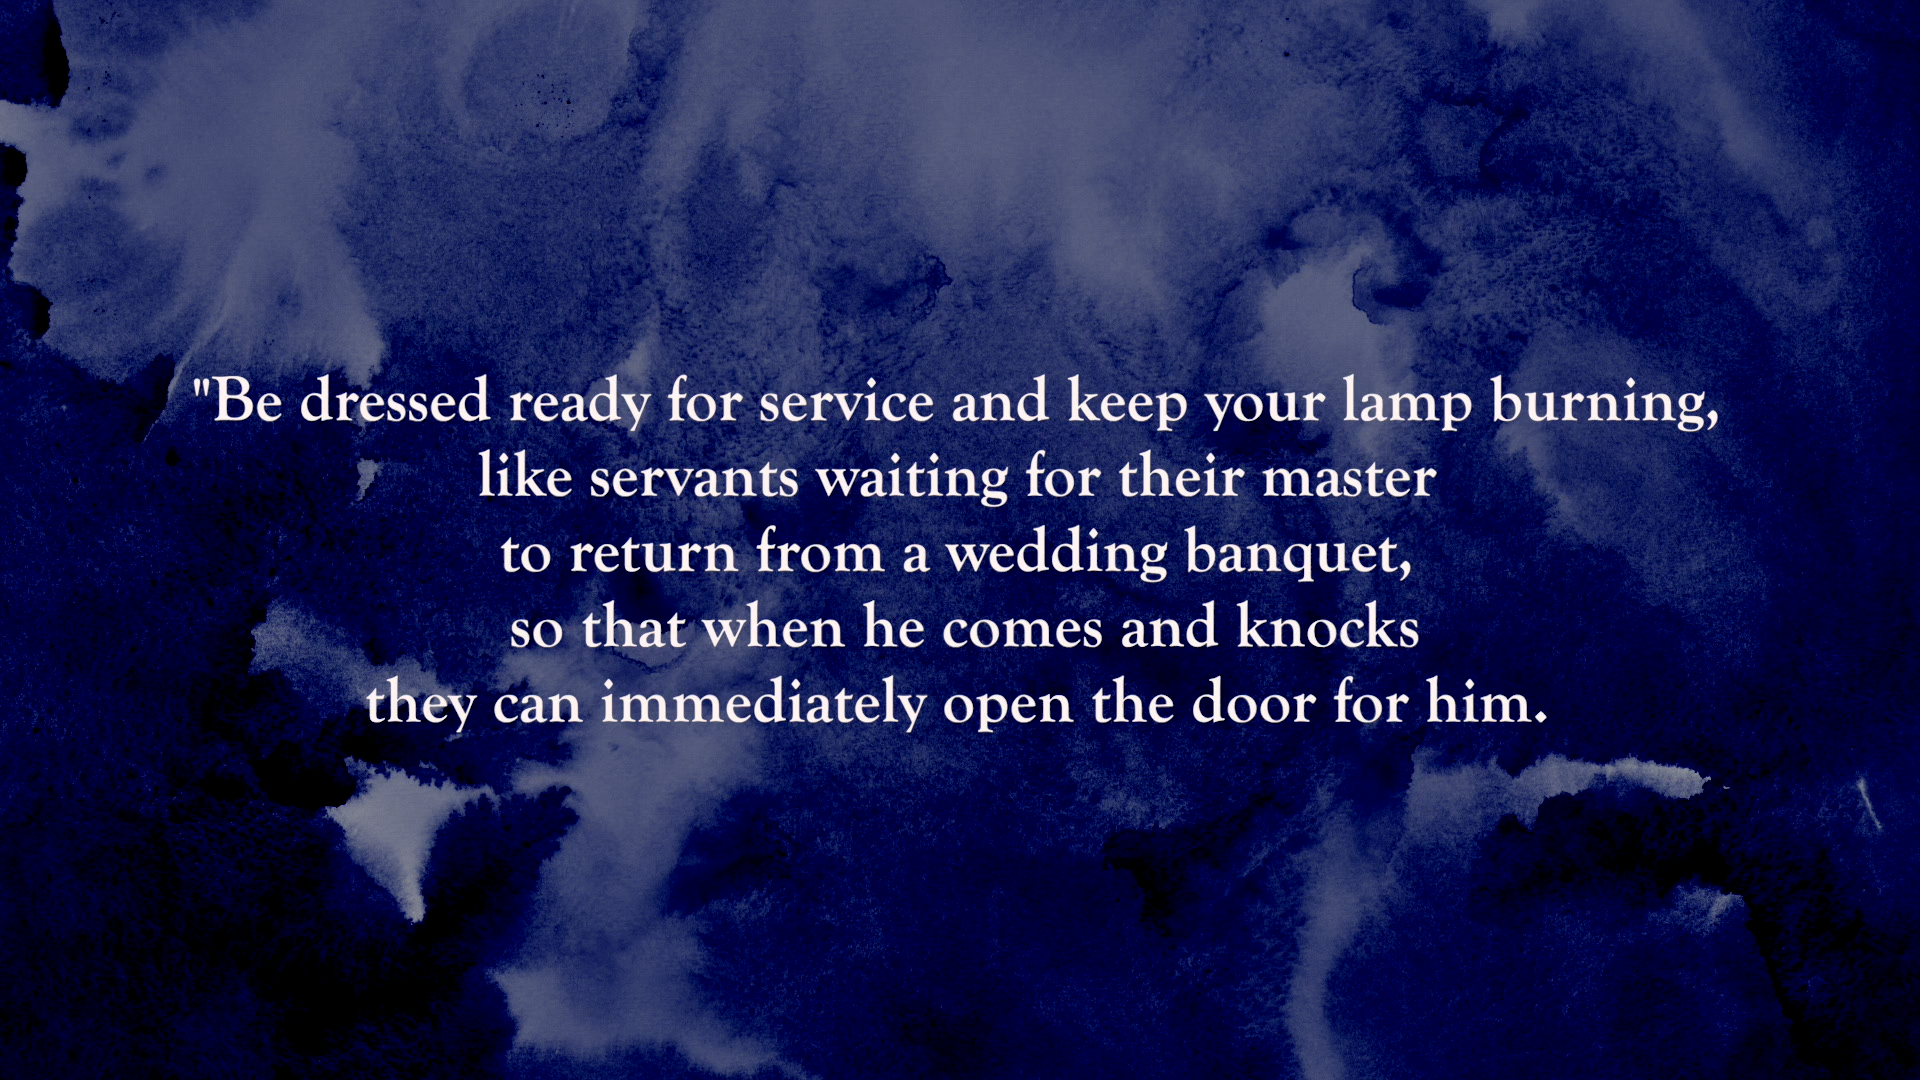 "Be dressed ready for service and keep your lamp burning,
like servants waiting for their master
to return from a wedding banquet,
so that when he comes and knocks
they can immediately open the door for him.